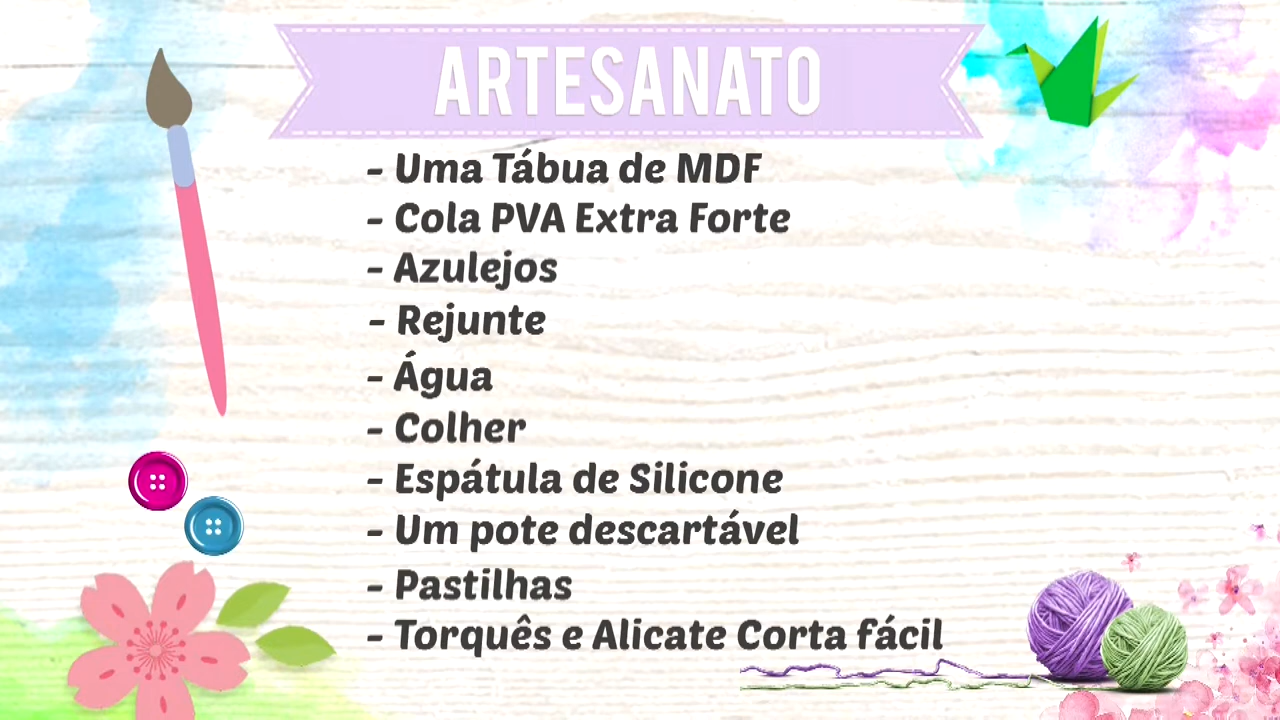 ARTESANATO
- Uma Tábua de MDF
- Cola PVA Extra Forte
- Azulejos
- Rejunte
- Água
- Colher
- Espátula de Silicone
- Um pote descartável
- Pastilhas
- Torquês e Alicate Corta fácil